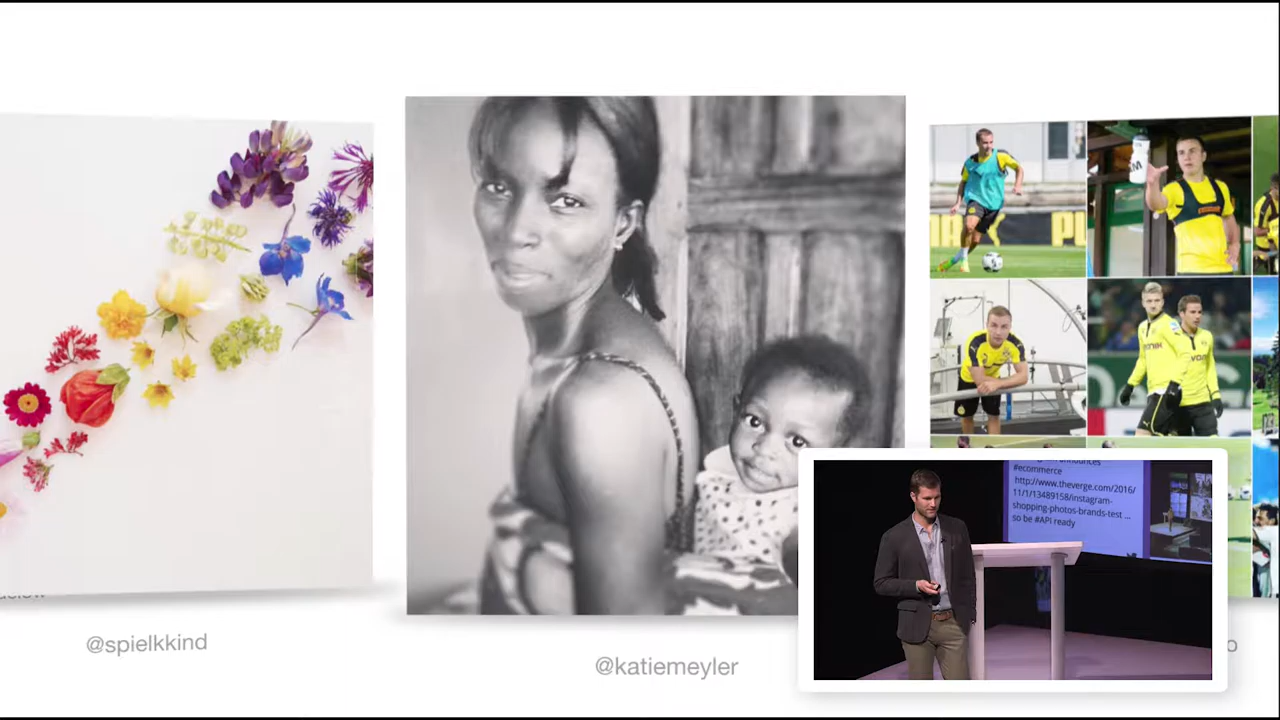 @spielkkind
@katiemeyler
#ecommerce
http://www.theverge.com/2016/
11/1/13489158/instagram-
shopping-photos-brands-test ...
so be #API ready